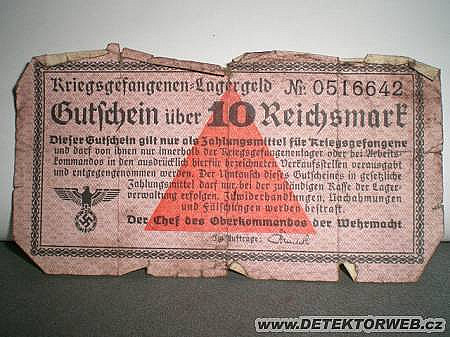 Kriegsgefangenen-Lagergeld № 0516642
Gutschein über 10 Reichsmark
Dieser Gutschein gilt nur als Zahlungsmittel für Kriegsgefangene
und darf von ihnen nur innerhalb der Kriegsgefangenenlager oder bei Arbeits-
kommandos in den ausdrücklich hierfür bezeichneten Verkaufsstellen verausgabt
und entgegengenommen werden. Der Umtausch dieses Gutscheines in gesetzliche
Zahlungsmittel darf nur bei der zuständigen Kasse der Lager-
verwaltung erfolgen. Zuwiderhandlungen, Nachahmungen
und Fälschungen werden bestraft.
Der Chef des Oberkommandos der Wehrmacht
Im Auftrage:
www.DETEKTORWEB.cz